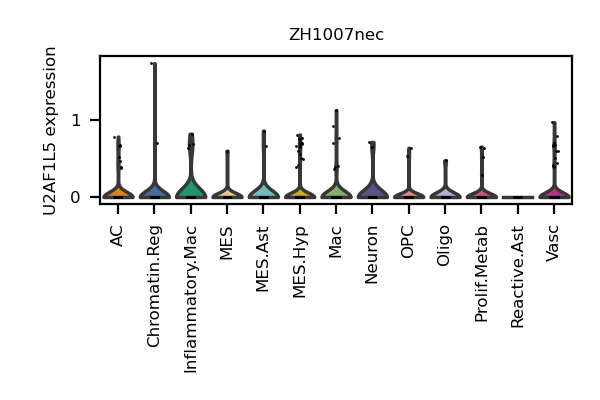 ZH1007nec
U2AF1L5 expression
1
0
AC
Chromatin.Reg
Inflammatory.Mac
MES
MES.Ast
MES.Hyp
Mac
Neuron
OPC
Oligo
Prolif.Metab
Reactive.Ast
Vasc